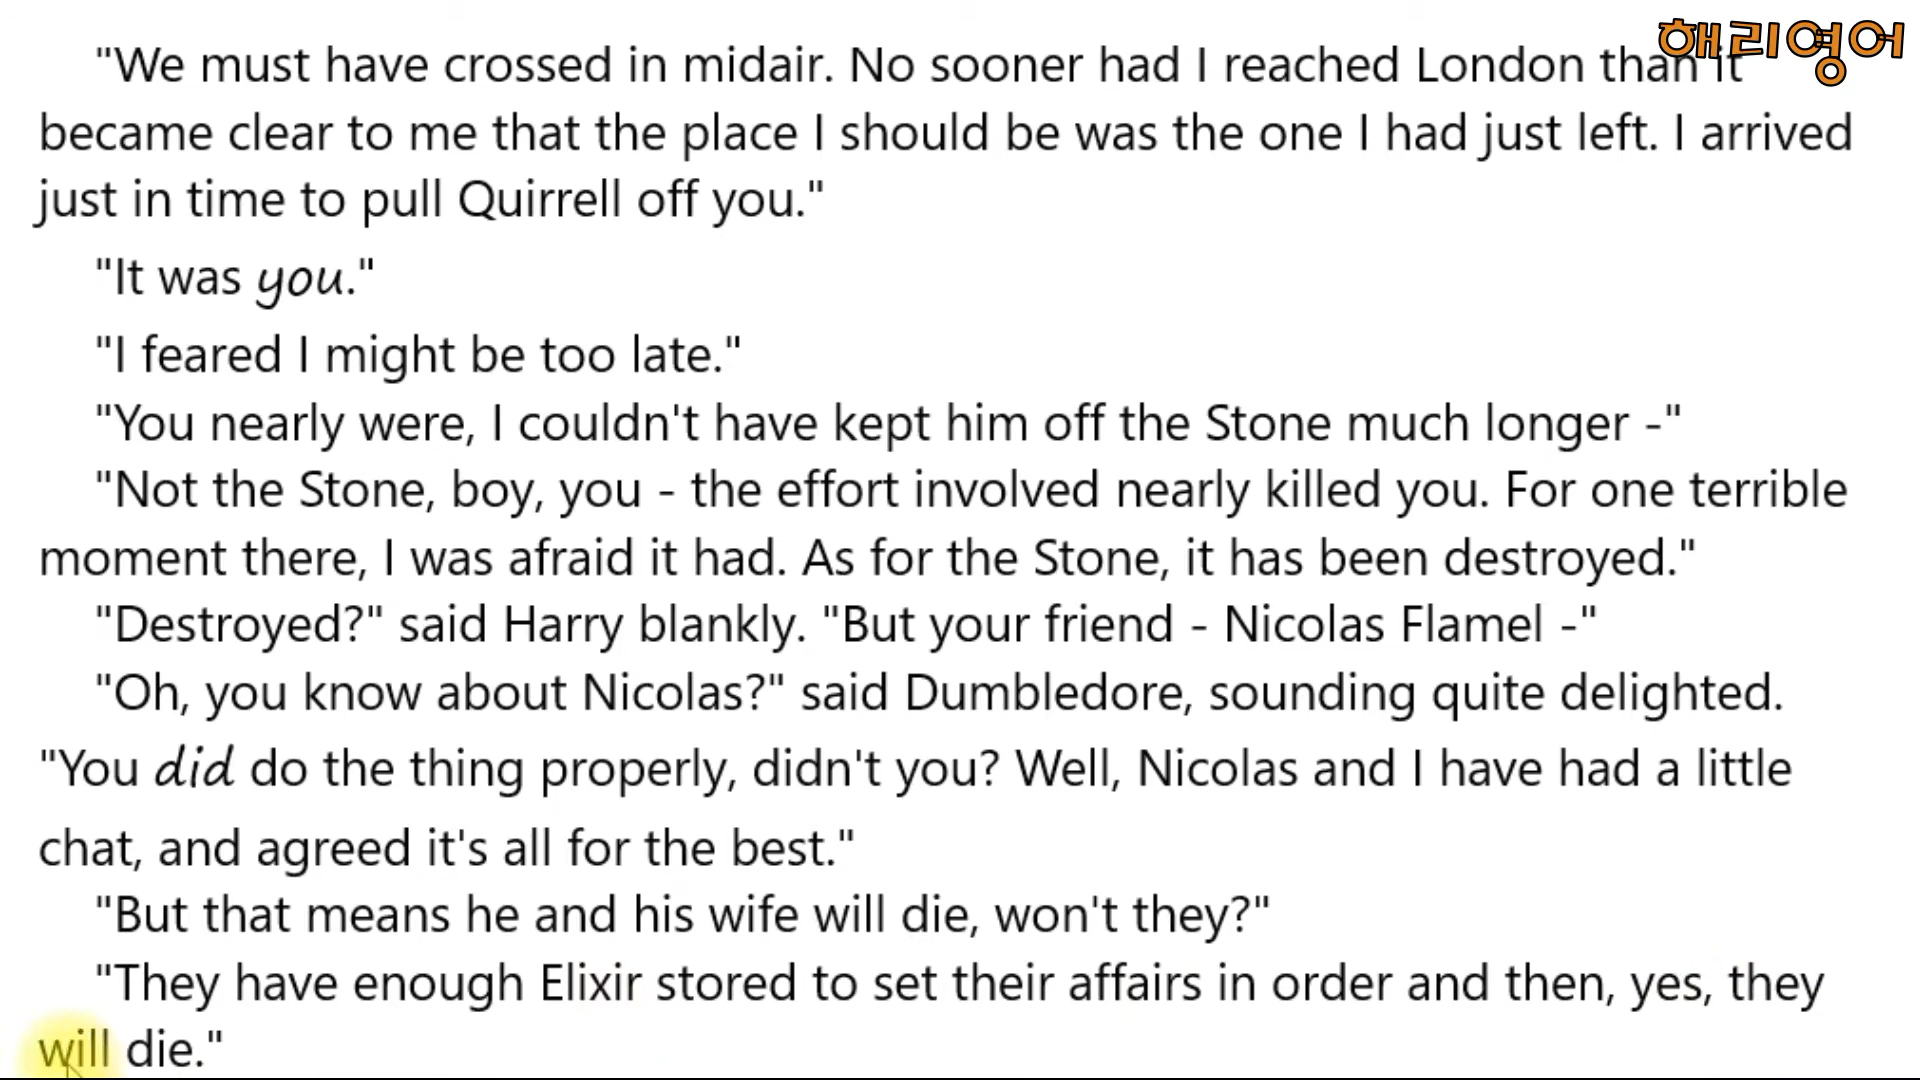 해리영어
"We must have crossed in midair. No sooner had I reached London than it
became clear to me that the place I should be was the one I had just left. I arrived
just in time to pull Quirrell off you."
"It was you."
"I feared I might be too late."
"You nearly were, I couldn't have kept him off the Stone much longer -"
"Not the Stone, boy, you - the effort involved nearly killed you. For one terrible
moment there, I was afraid it had. As for the Stone, it has been destroyed."
"Destroyed?" said Harry blankly. "But your friend - Nicolas Flamel -"
"Oh, you know about Nicolas?" said Dumbledore, sounding quite delighted.
"You did do the thing properly, didn't you? Well, Nicolas and I have had a little
chat, and agreed it's all for the best."
"But that means he and his wife will die, won't they?"
"They have enough Elixir stored to set their affairs in order and then, yes, they
will die."